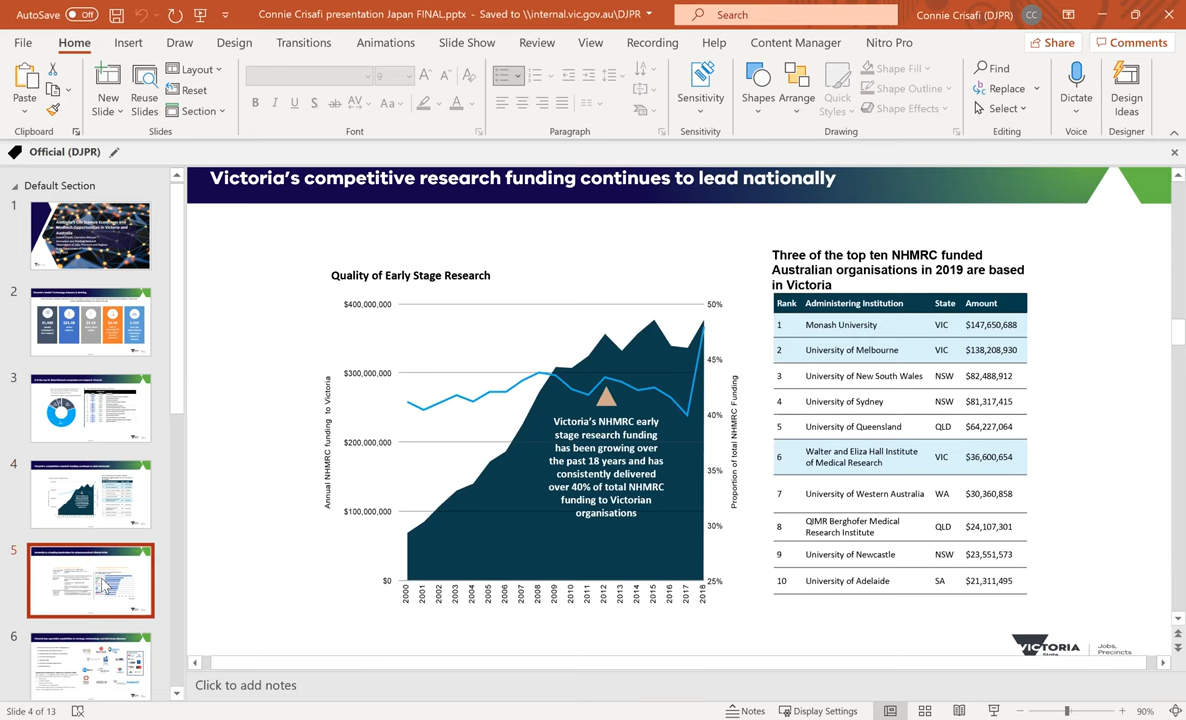 AutoSave Off
Connie Crisafi presentation Japan FINAL.pptx - Saved to \\internal.vic.gov.au\DJPR
Search
Connie Crisafi (DJPR) CC
File Home Insert Draw Design Transitions Animations Slide Show Review View Recording Help Content Manager Nitro Pro
Share Comments
Paste
New Slide
Reuse Slides
Layout
Reset
Section
9
Sensitivity
Shapes
Arrange
Quick Styles
Shape Fill
Shape Outline
Shape Effects
Find
Replace
Select
Dictate
Design Ideas
Clipboard Slides Font Paragraph Sensitivity Drawing Editing Voice Designer
Official (DJPR)
Default Section
1
2
3
4
5
6
Victoria's competitive research funding continues to lead nationally
Quality of Early Stage Research
$400,000,000
$300,000,000
$200,000,000
$100,000,000
$0
Annual NHMRC funding to Victoria
50%
45%
40%
35%
30%
25%
Proportion of total NHMRC Funding
2000 2001 2002 2003 2004 2005 2006 2007 2008 2009 2010 2011 2012 2013 2014 2015 2016 2017 2018
Victoria's NHMRC early
stage research funding
has been growing over
the past 18 years and has
consistently delivered
over 40% of total NHMRC
funding to Victorian
organisations
Three of the top ten NHMRC funded
Australian organisations in 2019 are based
in Victoria
Rank Administering Institution State Amount
1 Monash University VIC $147,650,688
2 University of Melbourne VIC $138,208,930
3 University of New South Wales NSW $82,488,912
4 University of Sydney NSW $81,317,415
5 University of Queensland QLD $64,227,064
6 Walter and Eliza Hall Institute of Medical Research VIC $36,600,654
7 University of Western Australia WA $30,360,858
8 QJMR Berghofer Medical Research Institute QLD $24,107,301
9 University of Newcastle NSW $23,551,573
10 University of Adelaide SA $21,311,495
VICTORIA
State
Jobs,
Precincts
Click to add notes
Slide 4 of 13
Notes Display Settings 90%